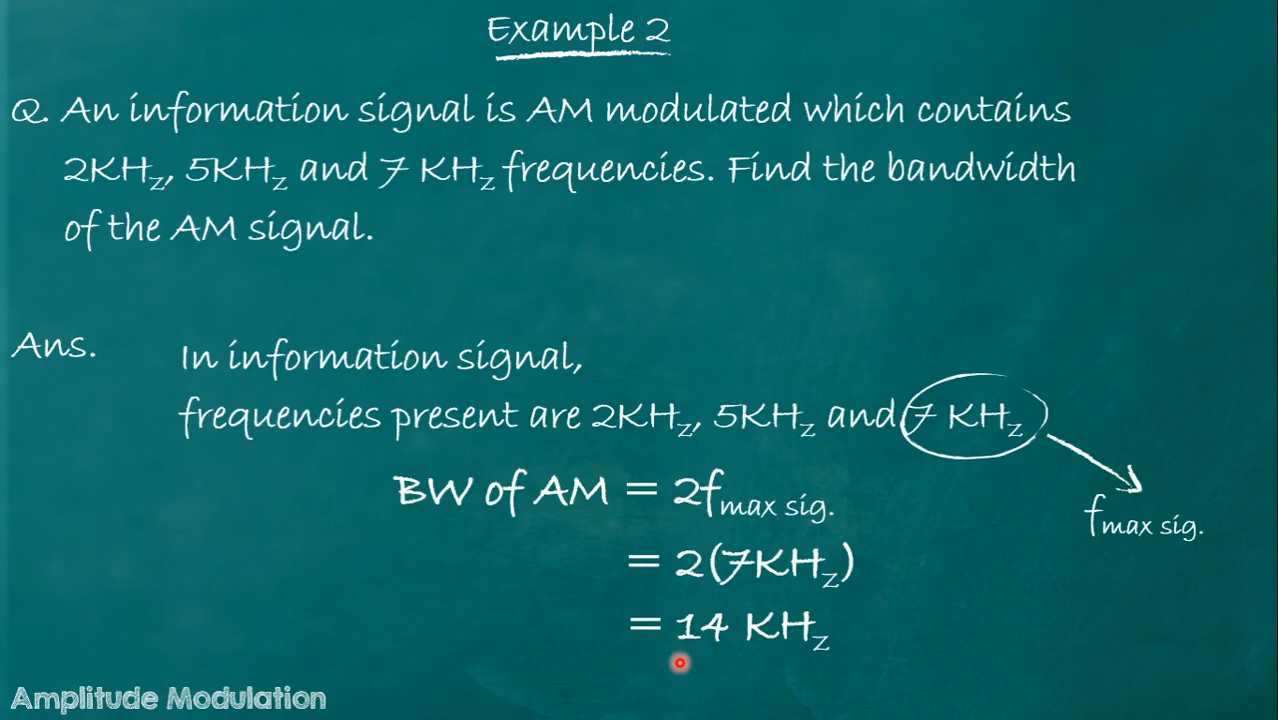 Example 2
Q. An information signal is AM modulated which contains
2KHz, 5KHz and 7 KHz frequencies. Find the bandwidth
of the AM signal.
Ans.
In information signal,
frequencies present are 2KHz, 5KHz and 7 KHz
BW of AM = 2fmax sig.
fmax sig.
= 2(7KHz)
= 14 KHz
Amplitude Modulation